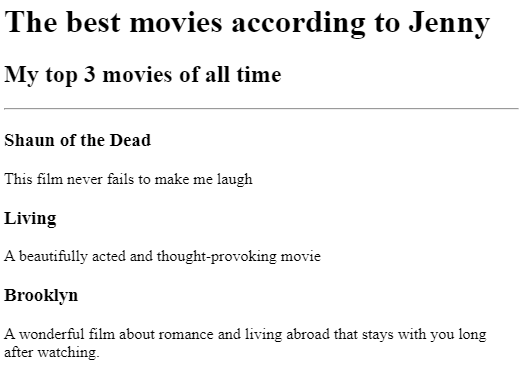 The best movies according to Jenny
My top 3 movies of all time
Shaun of the Dead
This film never fails to make me laugh
Living
A beautifully acted and thought-provoking movie
Brooklyn
A wonderful film about romance and living abroad that stays with you long
after watching.